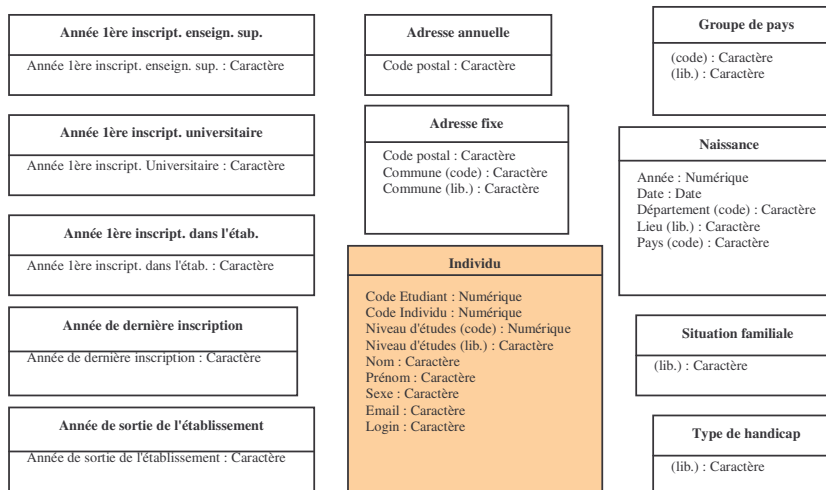 Année 1ère inscript. enseign. sup.
Année 1ère inscript. enseign. sup. : Caractère
Année 1ère inscript. universitaire
Année 1ère inscript. Universitaire : Caractère
Année 1ère inscript. dans l'étab.
Année 1ère inscript. dans l'étab. : Caractère
Année de dernière inscription
Année de dernière inscription : Caractère
Année de sortie de l'établissement
Année de sortie de l'établissement : Caractère
Adresse annuelle
Code postal : Caractère
Adresse fixe
Code postal : Caractère
Commune (code) : Caractère
Commune (lib.) : Caractère
Individu
Code Etudiant : Numérique
Code Individu : Numérique
Niveau d'études (code) : Numérique
Niveau d'études (lib.) : Caractère
Nom : Caractère
Prénom : Caractère
Sexe : Caractère
Email : Caractère
Login : Caractère
Groupe de pays
(code) : Caractère
(lib.) : Caractère
Naissance
Année : Numérique
Date : Date
Département (code) : Caractère
Lieu (lib.) : Caractère
Pays (code) : Caractère
Situation familiale
(lib.) : Caractère
Type de handicap
(lib.) : Caractère